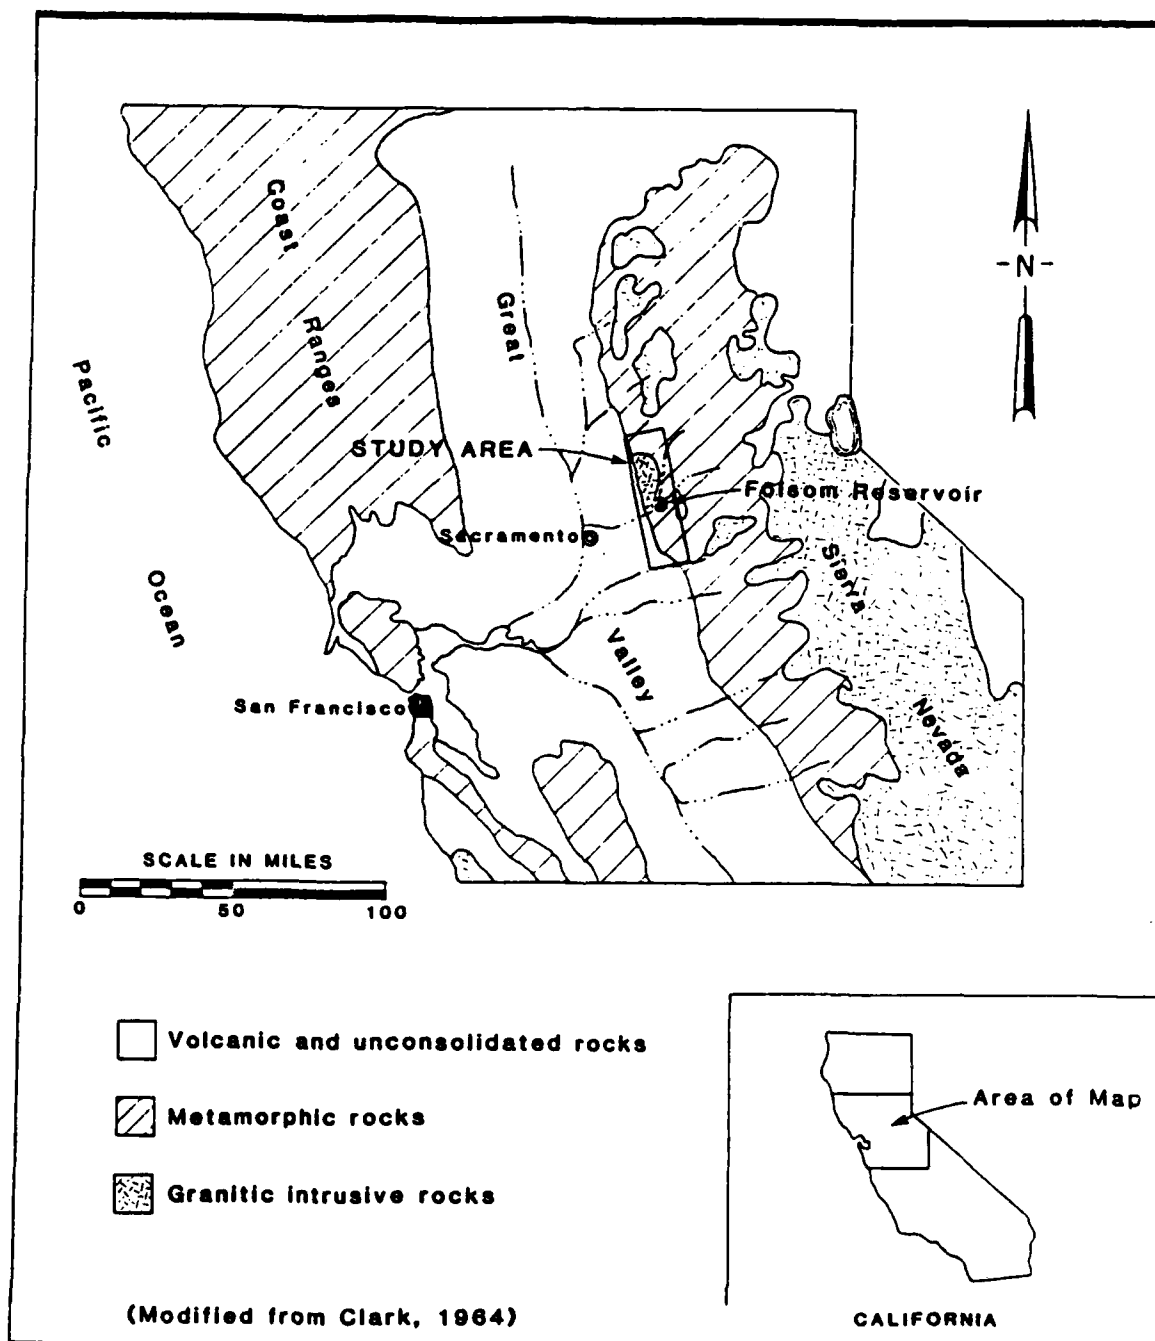 -N-
Coast
Ranges
Great
Pacific
STUDY AREA
Folsom Reservoir
Sacramento
Sierra
Ocean
Valley
San Francisco
Nevada
SCALE IN MILES
0 50 100
Volcanic and unconsolidated rocks
Metamorphic rocks
Granitic intrusive rocks
(Modified from Clark, 1964)
Area of Map
CALIFORNIA